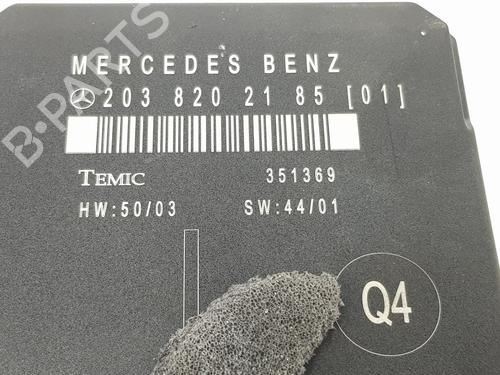 MERCEDES BENZ
203 820 21 85 [01]
TEMIC 351369
HW:50/03 SW:44/01
Q4
B-PARTS